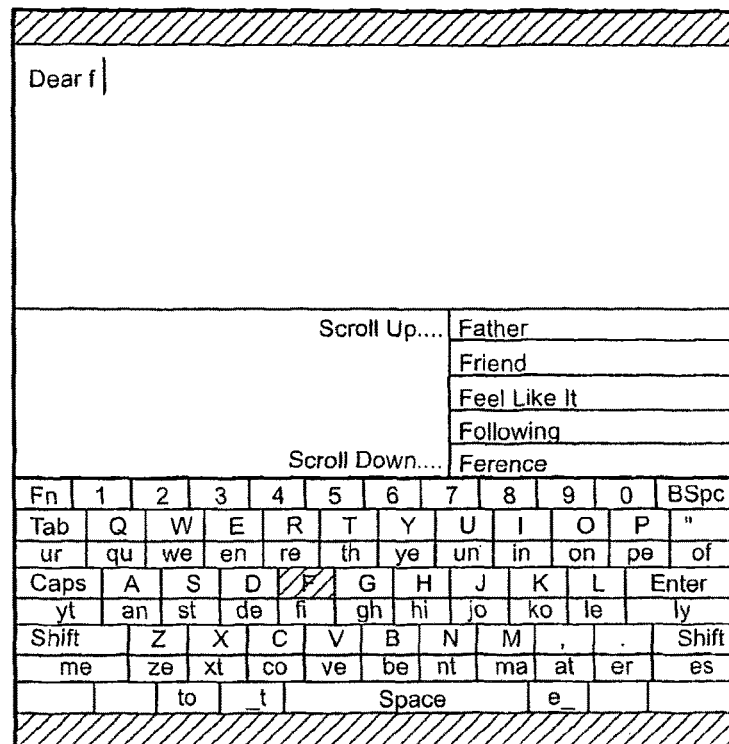 Dear f
Scroll Up.... Father
Friend
Feel Like It
Following
Scroll Down.... Ference
Fn 1 2 3 4 5 6 7 8 9 0 BSpc
Tab Q W E R T Y U I O P "
ur qu we en re th ye un in on pe of
Caps A S D F G H J K L Enter
yt an st de fi gh hi jo ko le ly
Shift Z X C V B N M , . Shift
me ze xt co ve be nt ma at er es
to _t Space e_